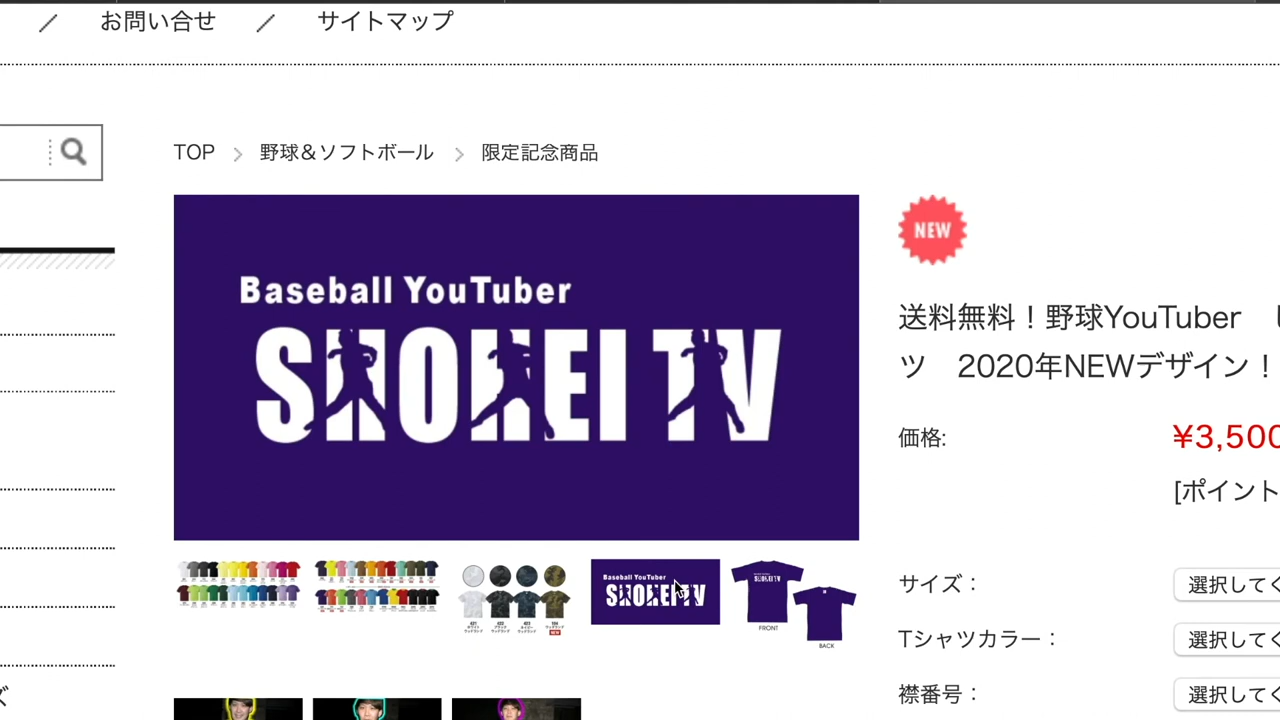 お問い合せ
サイトマップ
TOP
野球＆ソフトボール
限定記念商品
Baseball YouTuber
SHOHEI TV
NEW
送料無料！野球YouTuber
ツ 2020年NEWデザイン！
価格:
¥3,500
[ポイント
サイズ：
選択してく
Tシャツカラー：
選択してく
襟番号：
選択してく
Baseball YouTuber
SHOHEI TV
FRONT
BACK